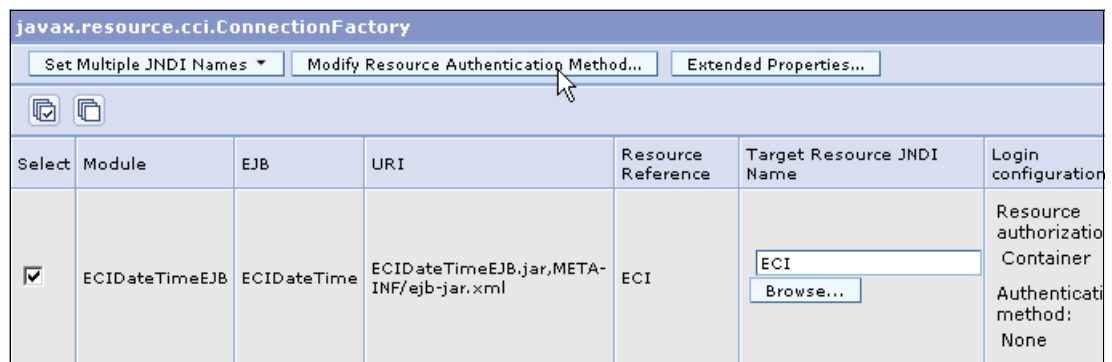 javax.resource.cci.ConnectionFactory
Set Multiple JNDI Names Modify Resource Authentication Method... Extended Properties...
Select Module EJB URI Resource Reference Target Resource JNDI Name Login configuration
ECIDateTimeEJB ECIDateTime ECIDateTimeEJB.jar,META-
INF/ejb-jar.xml
ECI
ECI
Browse...
Resource
authorizatio
Container
Authenticati
method:
None